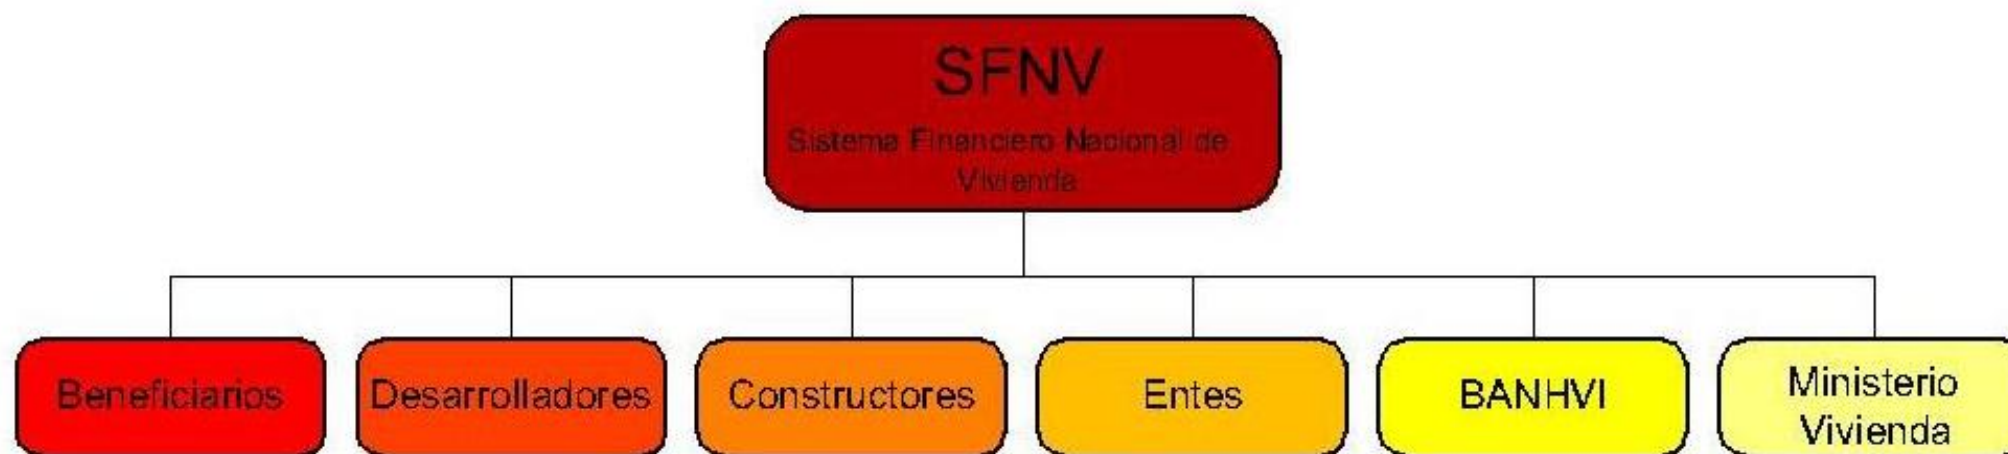 SFNV
Sistema Financiero Nacional de
Vivienda
Beneficiarios
Desarrolladores
Constructores
Entes
BANHVI
Ministerio
Vivienda